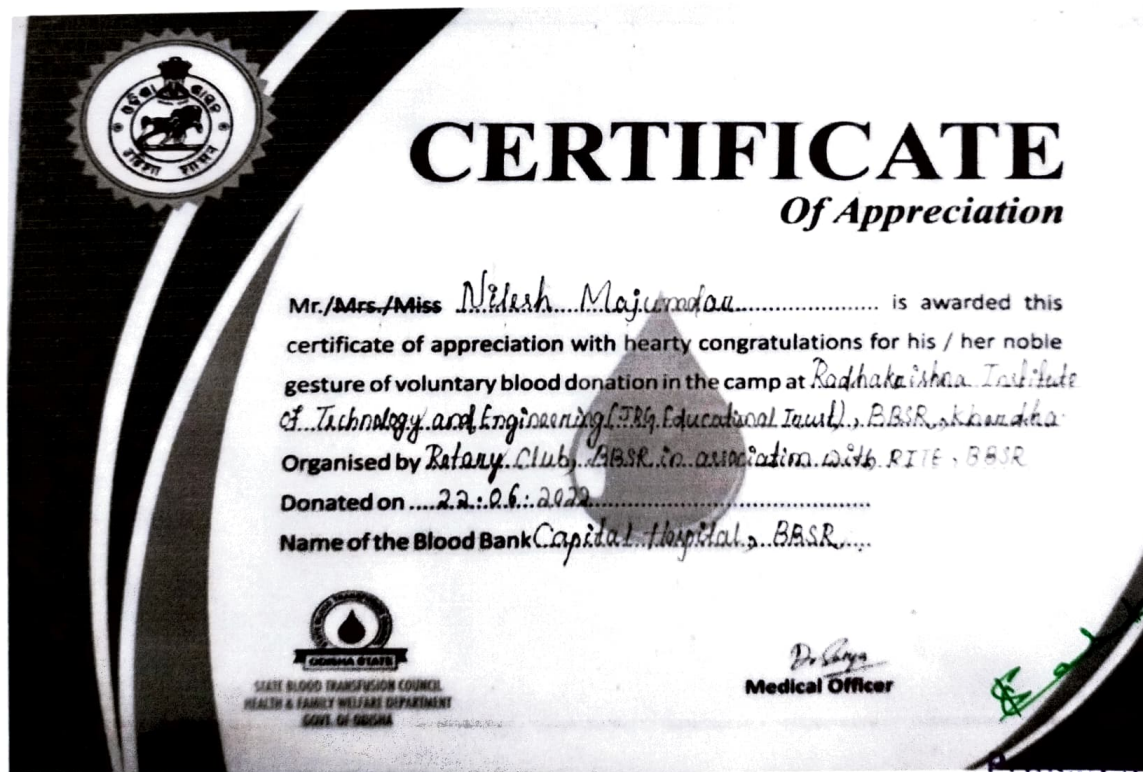 ଓଡ଼ିଶା ଶାସନ
ओड़िशा शासन
CERTIFICATE
Of Appreciation
Mr./Mrs./Miss Nilesh Majumdar is awarded this
certificate of appreciation with hearty congratulations for his / her noble
gesture of voluntary blood donation in the camp at Radhakrishna Institute
of Technology and Engineering (JRG Educational Trust), BBSR, Khordha
Organised by Rotary Club, BBSR in association with RITE, BBSR
Donated on 22.06.2022
Name of the Blood Bank Capital Hospital, BBSR
ODISHA STATE
STATE BLOOD TRANSFUSION COUNCIL
HEALTH & FAMILY WELFARE DEPARTMENT
GOVT. OF ODISHA
Medical Officer